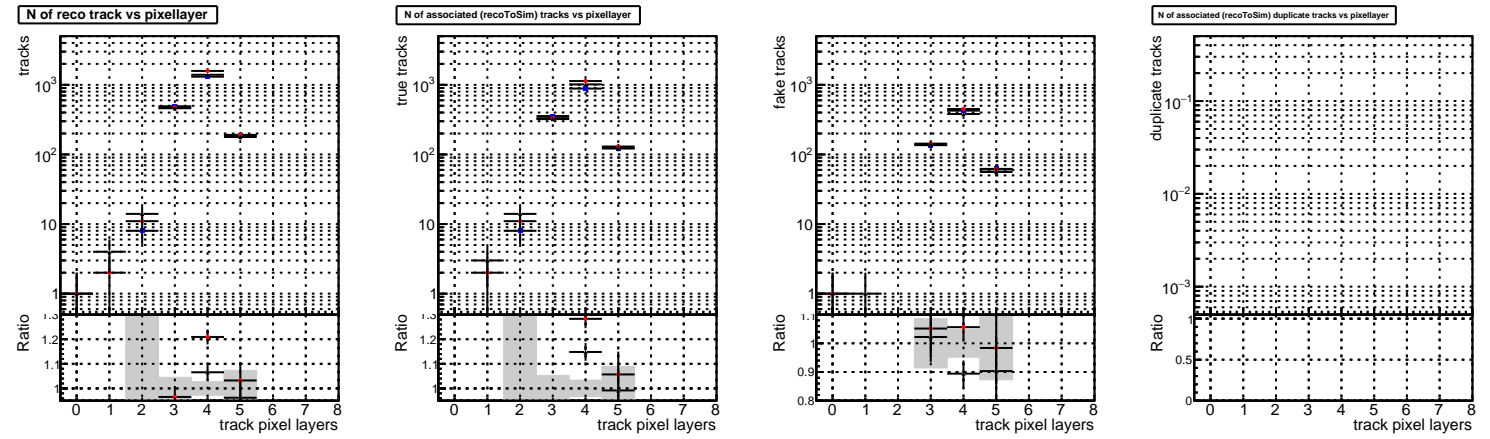 N of reco track vs pixellayer
tracks
10³
10²
10
1
Ratio
1.3
1.2
1.1
1
0 1 2 3 4 5 6 7 8
track pixel layers
N of associated (recoToSim) tracks vs pixellayer
true tracks
10³
10²
10
1
Ratio
1.3
1.2
1.1
1
0 1 2 3 4 5 6 7 8
track pixel layers
fake tracks
10³
10²
10
1
Ratio
1.1
1
0.9
0.8
0 1 2 3 4 5 6 7 8
track pixel layers
N of associated (recoToSim) duplicate tracks vs pixellayer
duplicate tracks
10⁻¹
10⁻²
10⁻³
Ratio
1
0.5
0
0 1 2 3 4 5 6 7 8
track pixel layers